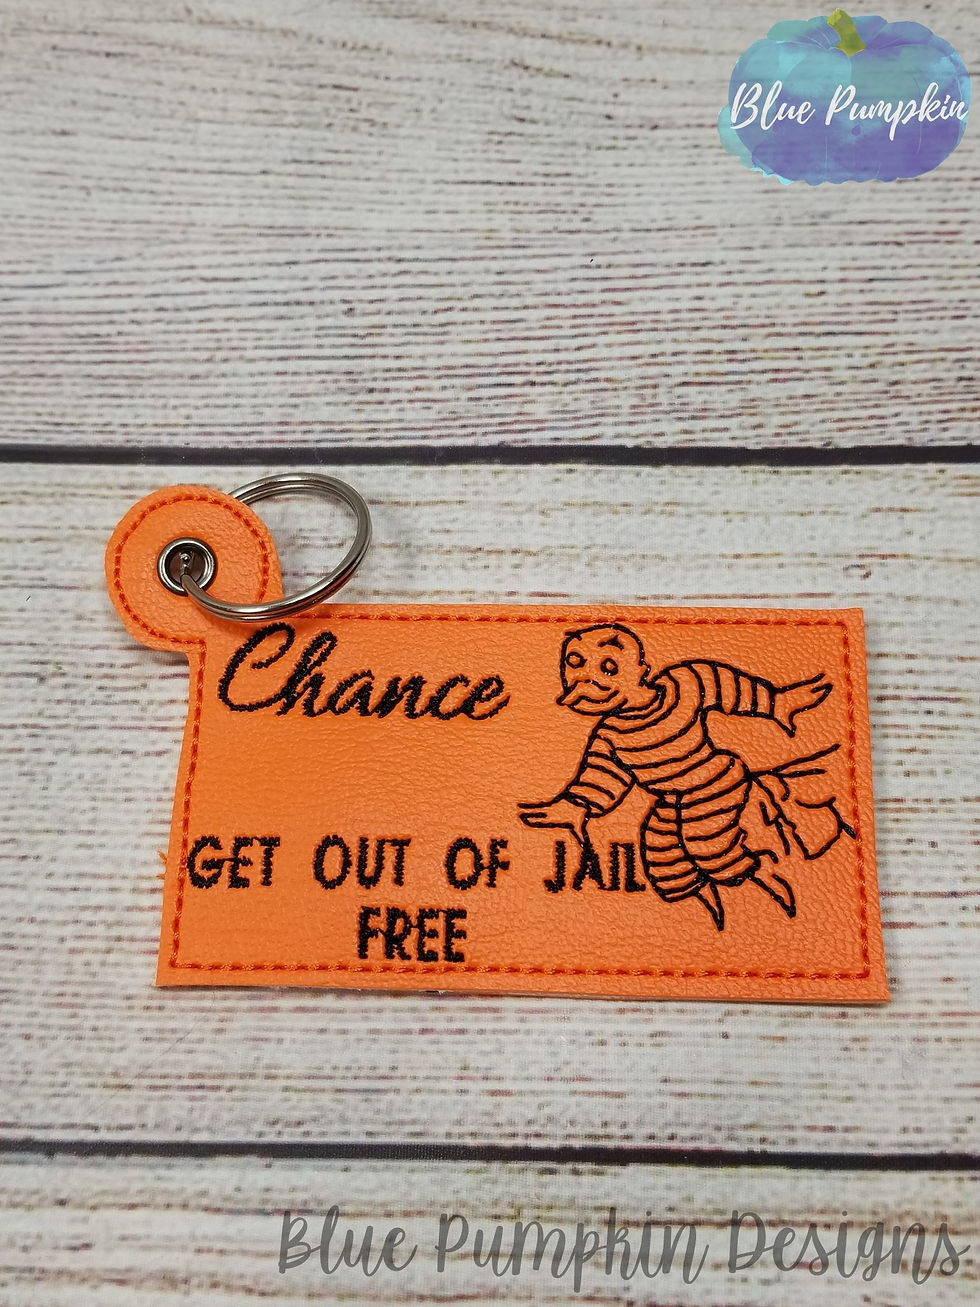 Blue Pumpkin
Chance
GET OUT OF JAIL
FREE
Blue Pumpkin Designs